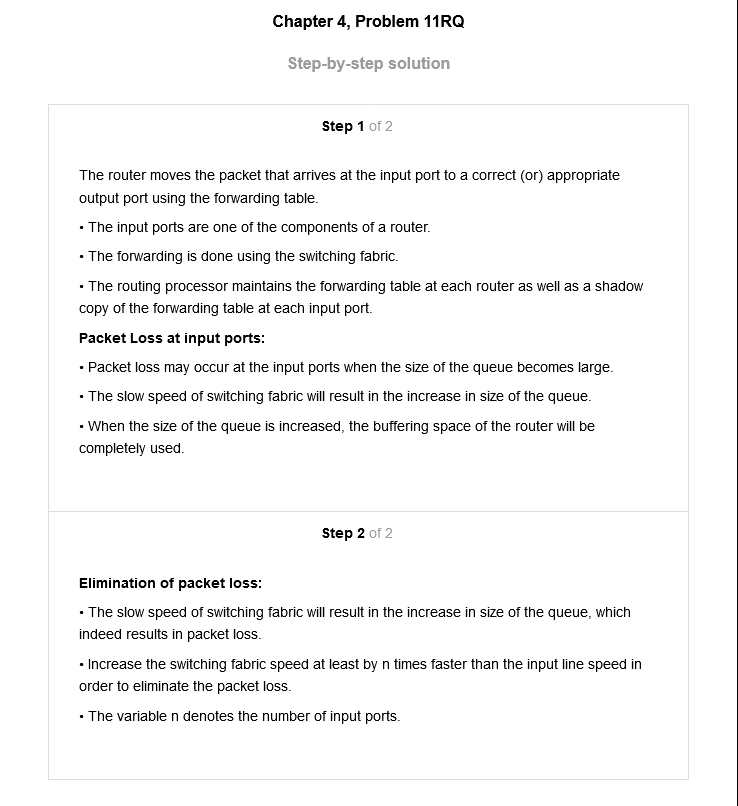 Chapter 4, Problem 11RQ
Step-by-step solution
Step 1 of 2
The router moves the packet that arrives at the input port to a correct (or) appropriate
output port using the forwarding table.
• The input ports are one of the components of a router.
• The forwarding is done using the switching fabric.
• The routing processor maintains the forwarding table at each router as well as a shadow
copy of the forwarding table at each input port.
Packet Loss at input ports:
• Packet loss may occur at the input ports when the size of the queue becomes large.
• The slow speed of switching fabric will result in the increase in size of the queue.
• When the size of the queue is increased, the buffering space of the router will be
completely used.
Step 2 of 2
Elimination of packet loss:
• The slow speed of switching fabric will result in the increase in size of the queue, which
indeed results in packet loss.
• Increase the switching fabric speed at least by n times faster than the input line speed in
order to eliminate the packet loss.
• The variable n denotes the number of input ports.